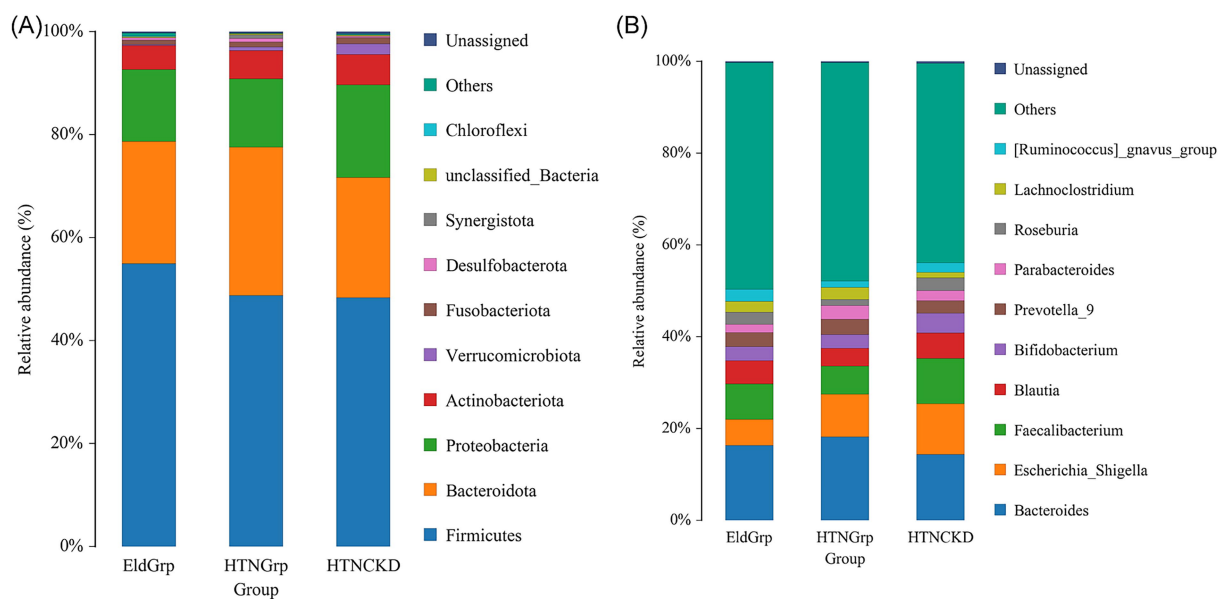 (A)
Relative abundance (%)
100%
80%
60%
40%
20%
0%
EldGrp
HTNGrp
HTNCKD
Group
Unassigned
Others
Chloroflexi
unclassified_Bacteria
Synergistota
Desulfobacterota
Fusobacteriota
Verrucomicrobiota
Actinobacteriota
Proteobacteria
Bacteroidota
Firmicutes
(B)
Relative abundance (%)
100%
80%
60%
40%
20%
0%
EldGrp
HTNGrp
HTNCKD
Group
Unassigned
Others
[Ruminococcus]_gnavus_group
Lachnoclostridium
Roseburia
Parabacteroides
Prevotella_9
Bifidobacterium
Blautia
Faecalibacterium
Escherichia_Shigella
Bacteroides